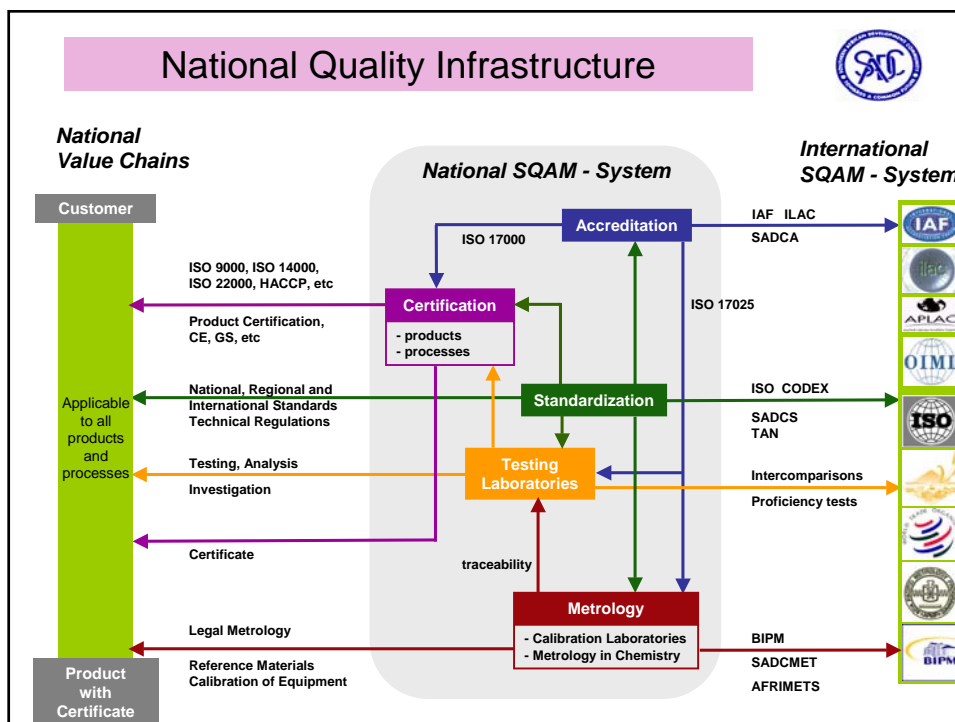 National Quality Infrastructure
SADC
National
Value Chains
National SQAM - System
International
SQAM - System
Customer
Accreditation
IAF ILAC
SADCA
IAF
ISO 17000
ISO 9000, ISO 14000,
ISO 22000, HACCP, etc
ilac
Certification
- products
- processes
ISO 17025
Product Certification,
CE, GS, etc
APLAC
OIML
Applicable
to all
products
and
processes
National, Regional and
International Standards
Technical Regulations
Standardization
ISO CODEX
SADCS
TAN
ISO
Testing, Analysis
Investigation
Testing
Laboratories
Intercomparisons
Proficiency tests
Certificate
traceability
Metrology
- Calibration Laboratories
- Metrology in Chemistry
Legal Metrology
Reference Materials
Calibration of Equipment
BIPM
SADCMET
AFRIMETS
BIPM
Product
with
Certificate